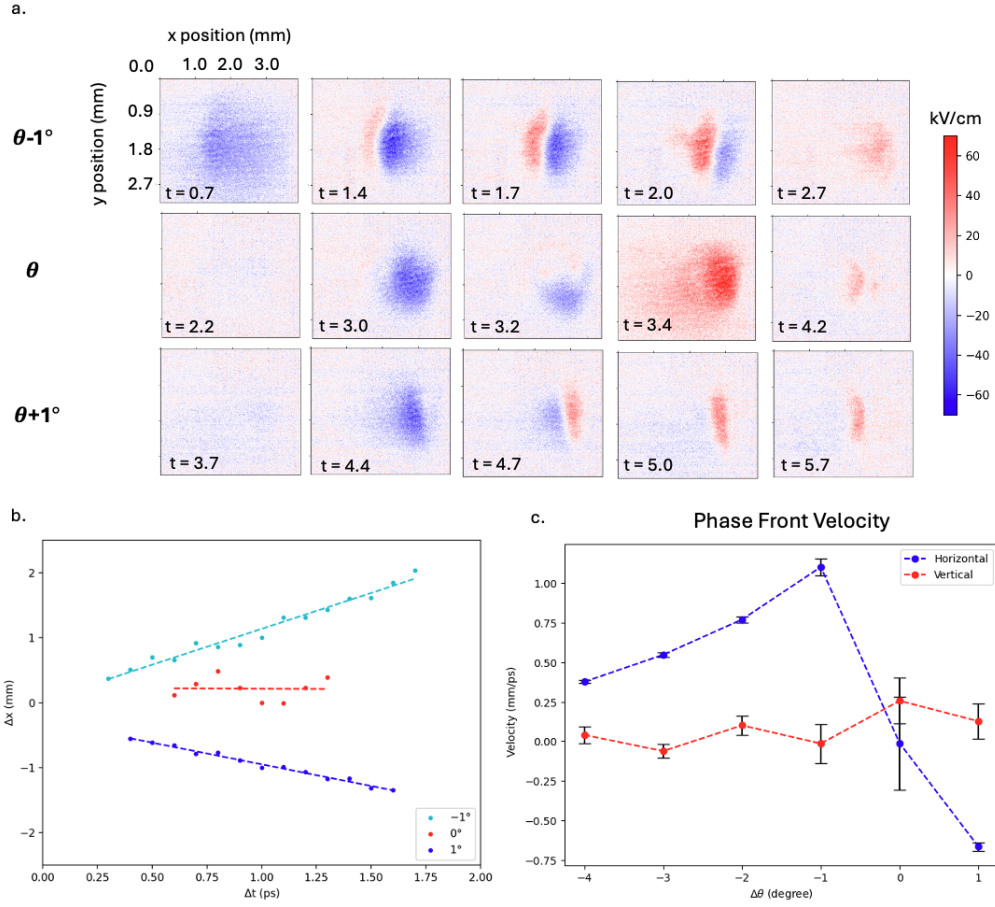 a.
x position (mm)
0.0 1.0 2.0 3.0
y position (mm)
0.9
1.8
2.7
θ-1°
t = 0.7 t = 1.4 t = 1.7 t = 2.0 t = 2.7
θ
t = 2.2 t = 3.0 t = 3.2 t = 3.4 t = 4.2
θ+1°
t = 3.7 t = 4.4 t = 4.7 t = 5.0 t = 5.7
kV/cm
60
40
20
0
−20
−40
−60
b.
2
1
0
−1
−2
Δx (mm)
−1°
0°
1°
0.00 0.25 0.50 0.75 1.00 1.25 1.50 1.75 2.00
Δt (ps)
c.
Phase Front Velocity
Horizontal
Vertical
1.00
0.75
0.50
0.25
0.00
−0.25
−0.50
−0.75
Velocity (mm/ps)
−4 −3 −2 −1 0 1
Δθ (degree)